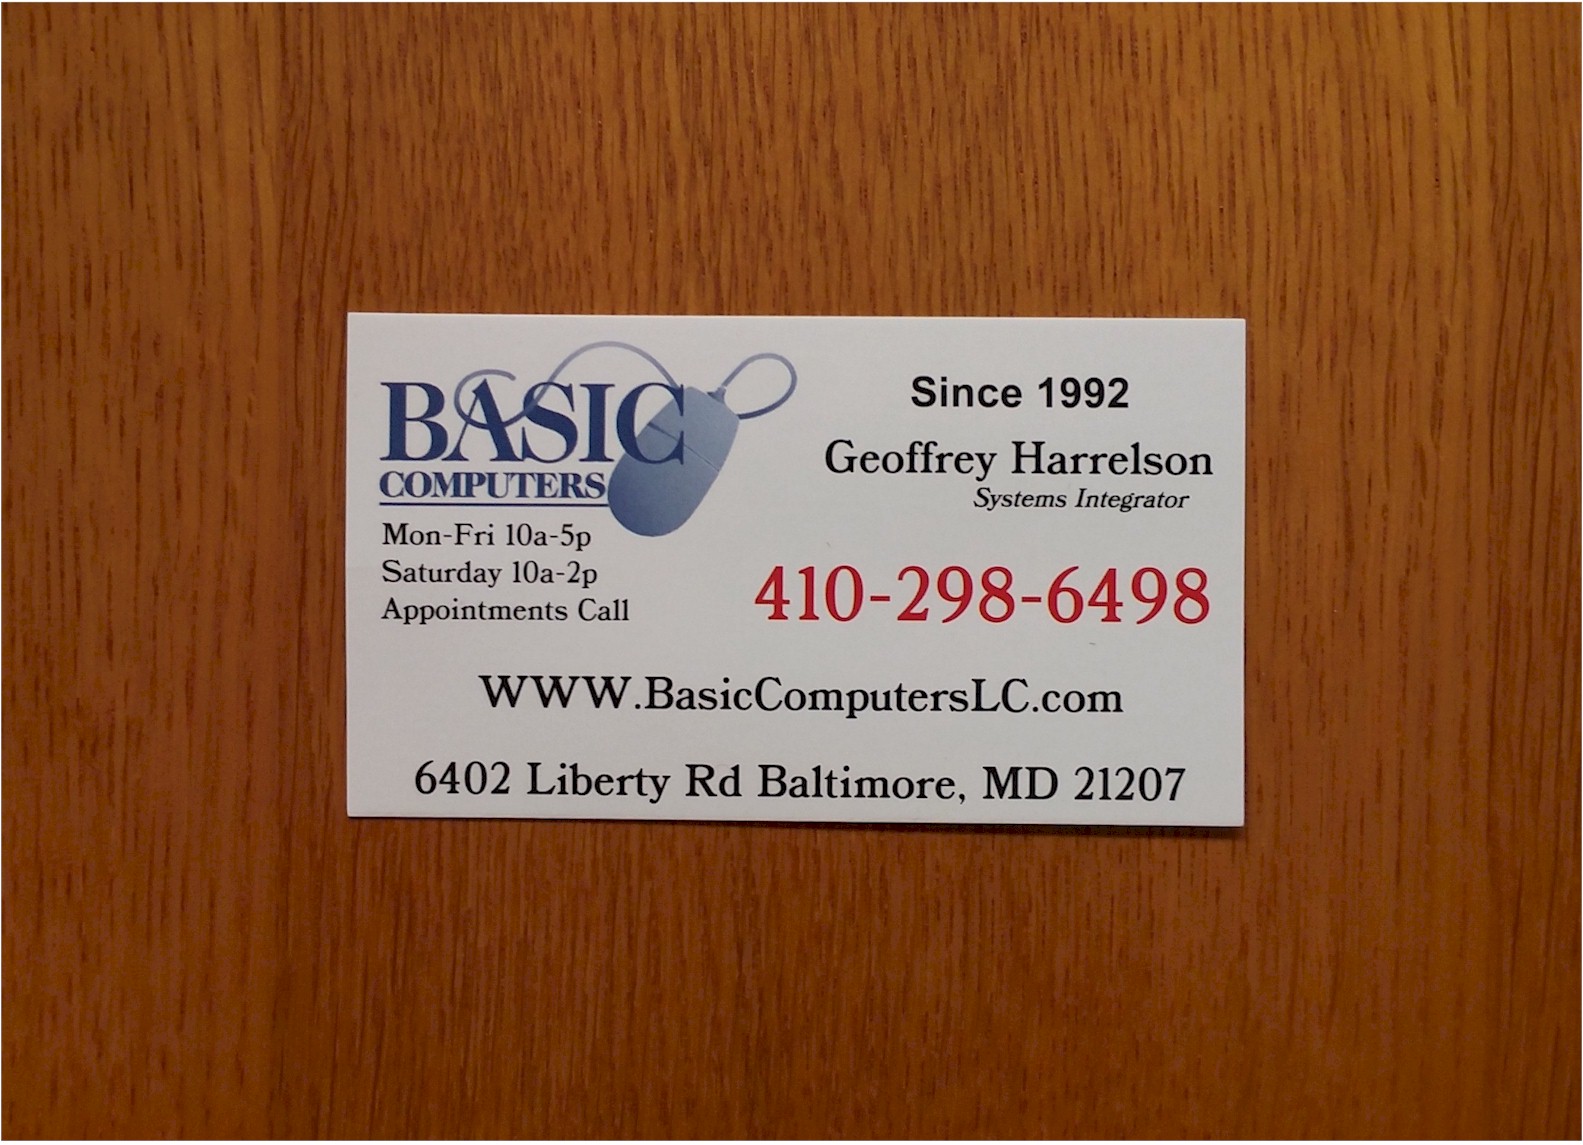 BASIC
COMPUTERS
Mon-Fri 10a-5p
Saturday 10a-2p
Appointments Call
Since 1992
Geoffrey Harrelson
Systems Integrator
410-298-6498
WWW.BasicComputersLC.com
6402 Liberty Rd Baltimore, MD 21207